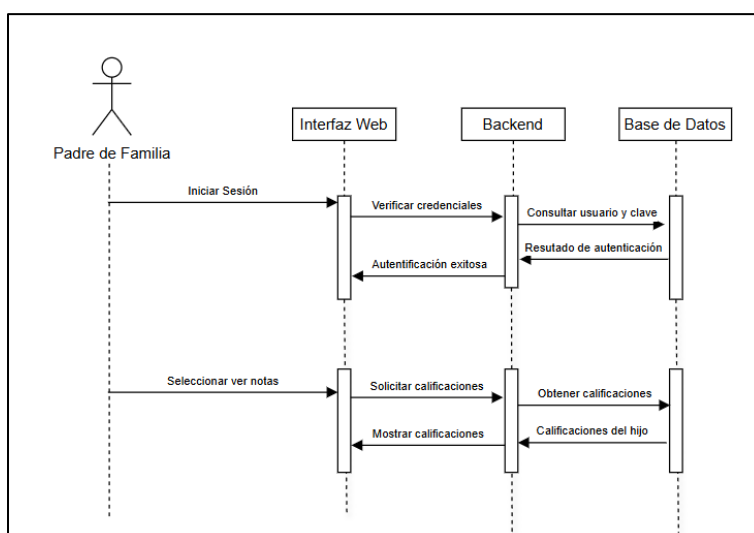 Padre de Familia
Interfaz Web
Backend
Base de Datos
Iniciar Sesión
Verificar credenciales
Consultar usuario y clave
Resutado de autenticación
Autentificación exitosa
Seleccionar ver notas
Solicitar calificaciones
Obtener calificaciones
Calificaciones del hijo
Mostrar calificaciones